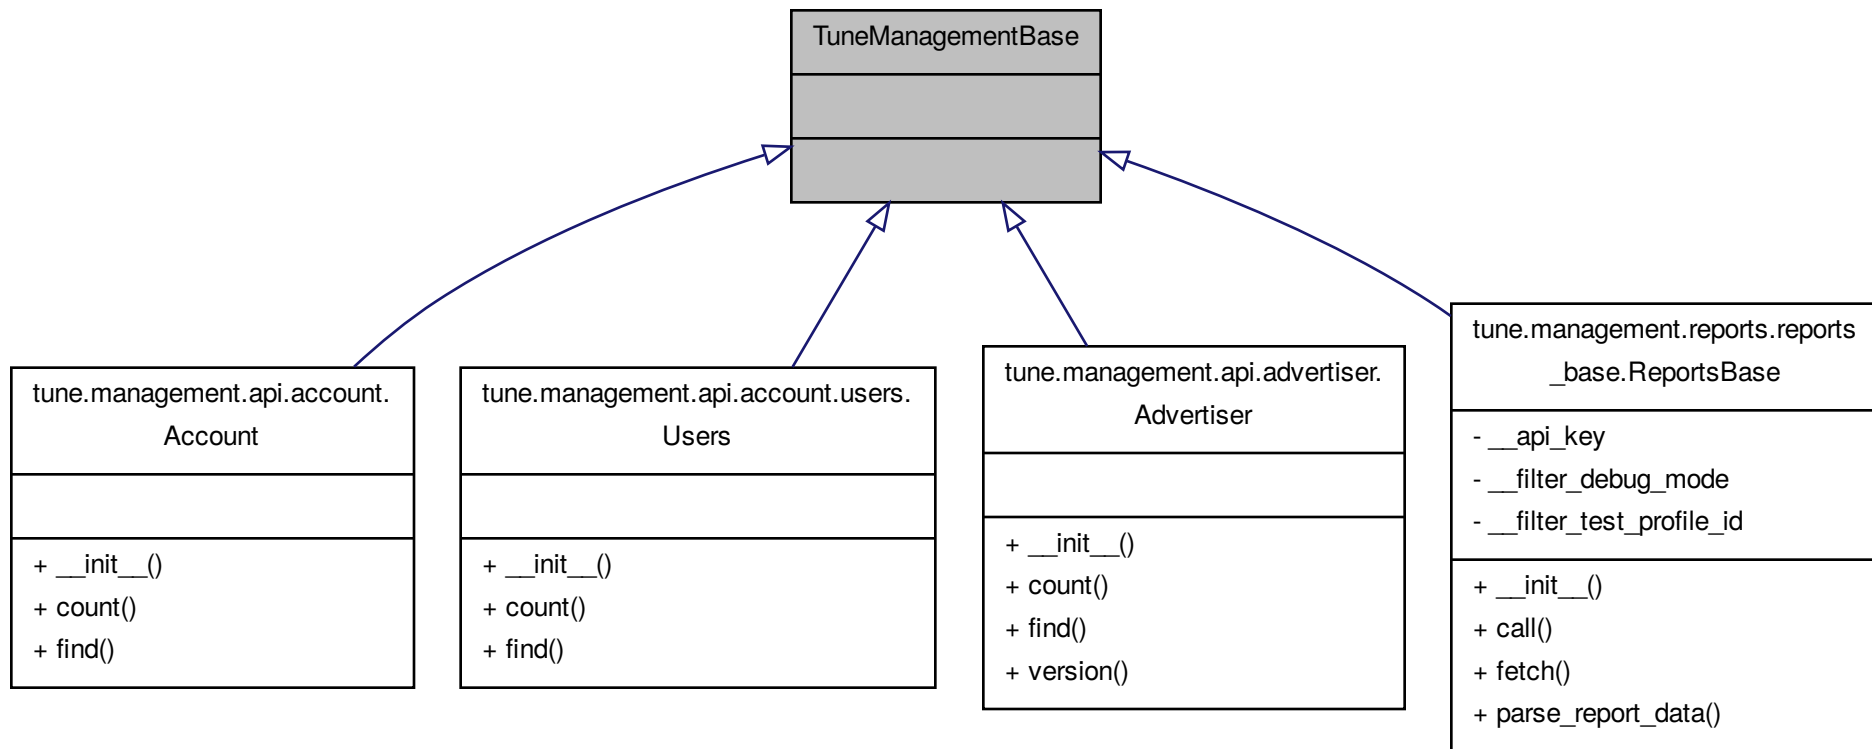 TuneManagementBase
tune.management.api.account.
Account
+ __init__()
+ count()
+ find()
tune.management.api.account.users.
Users
+ __init__()
+ count()
+ find()
tune.management.api.advertiser.
Advertiser
+ __init__()
+ count()
+ find()
+ version()
tune.management.reports.reports
_base.ReportsBase
- __api_key
- __filter_debug_mode
- __filter_test_profile_id
+ __init__()
+ call()
+ fetch()
+ parse_report_data()